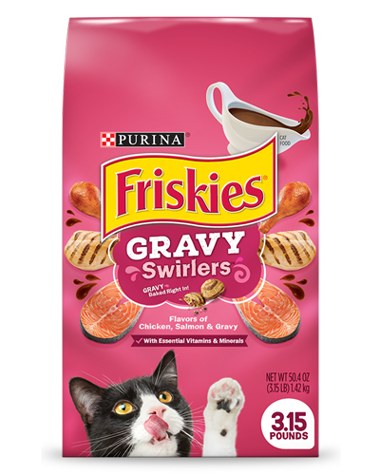 PURINA
CAT
FOOD
Friskies
GRAVY
Swirlers
GRAVY
Baked Right In!
Flavors of
Chicken, Salmon & Gravy
✓ With Essential Vitamins & Minerals
NET WT 50.4 OZ
(3.15 LB) 1.42 kg
3.15
POUNDS